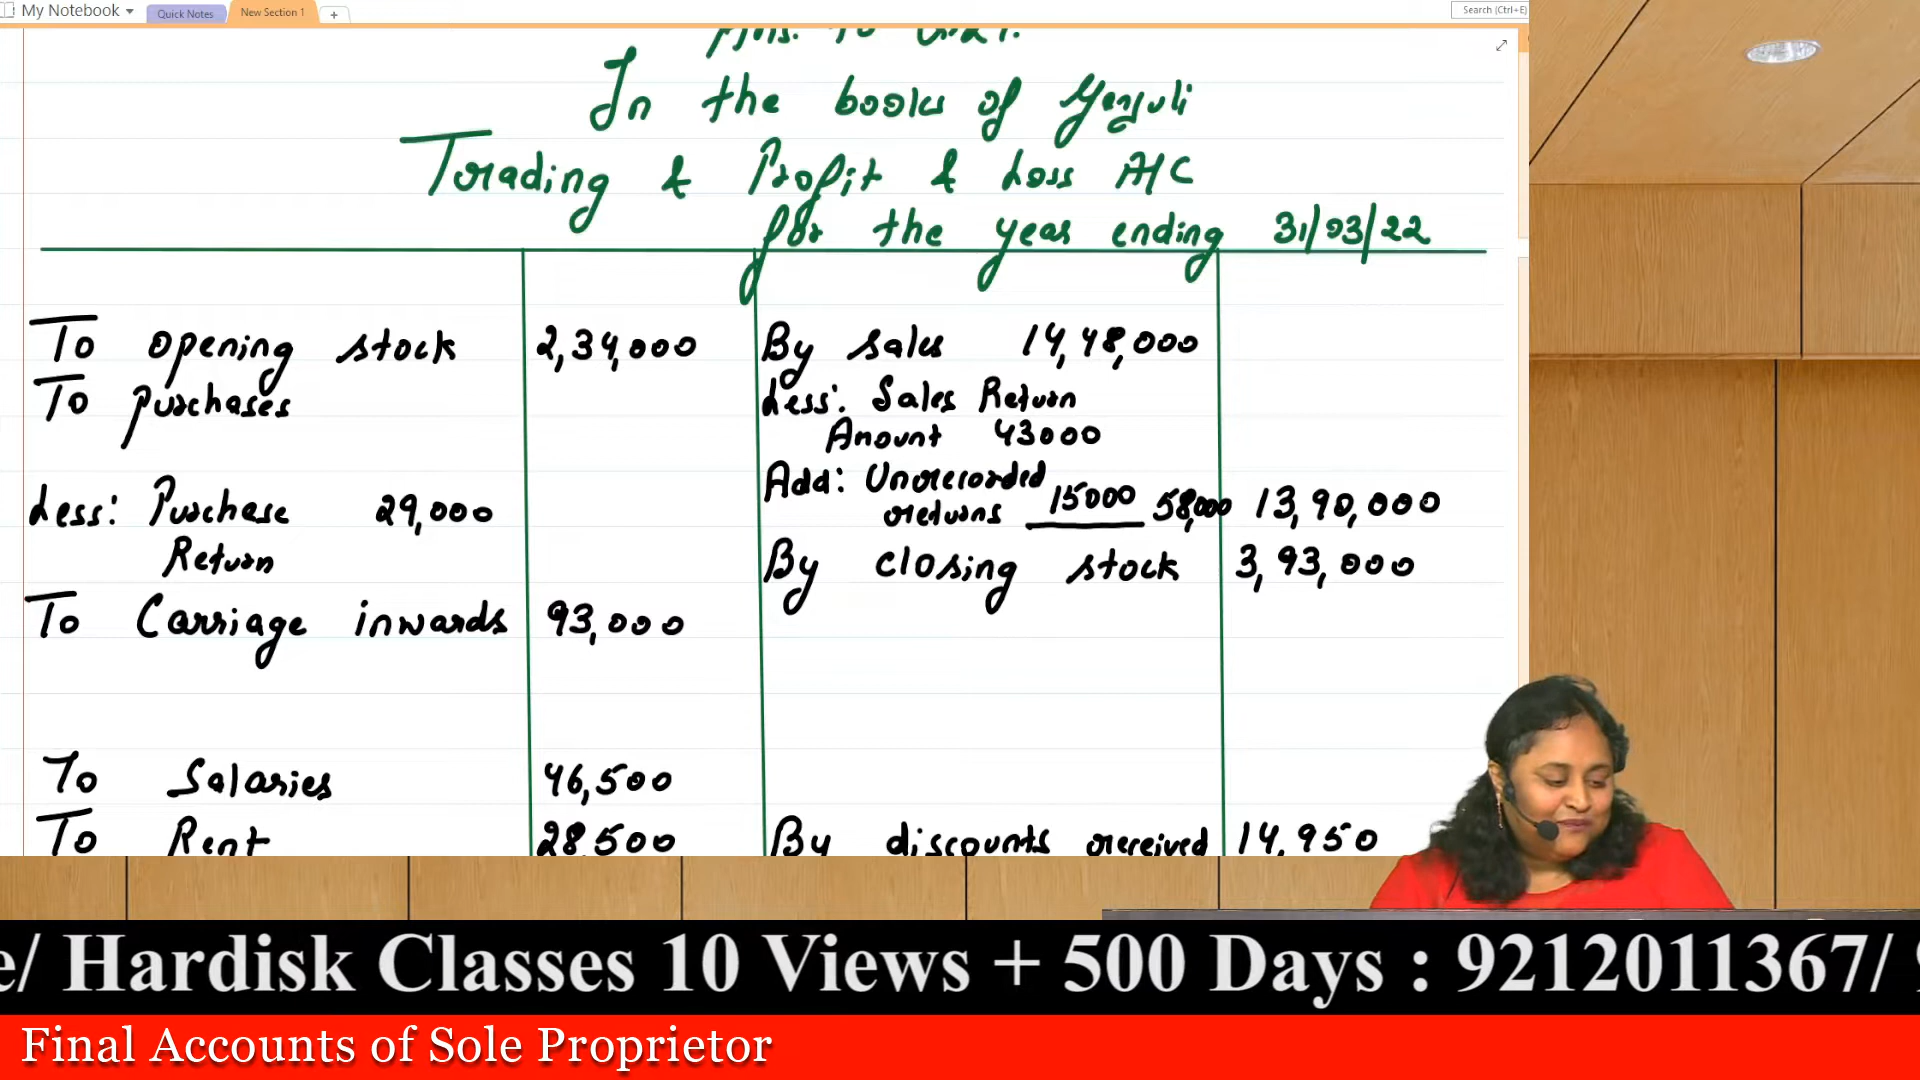 My Notebook
Quick Notes
New Section 1
+
Search (Ctrl+E)
In the books of
Trading & Profit & Loss A/C
for the year ending 31/03/22
To opening stock 2,34,000 By sales 14,48,000
To purchases Less: Sales Return
Amount 43000
Add: Unrecorded
Less: Purchase 29,000 returns 15000 58,000 13,90,000
Return By closing stock 3,93,000
To Carriage inwards 93,000
To Salaries 46,500
To Rent 28,500 By discounts received 14,950
e/ Hardisk Classes 10 Views + 500 Days : 9212011367/
Final Accounts of Sole Proprietor